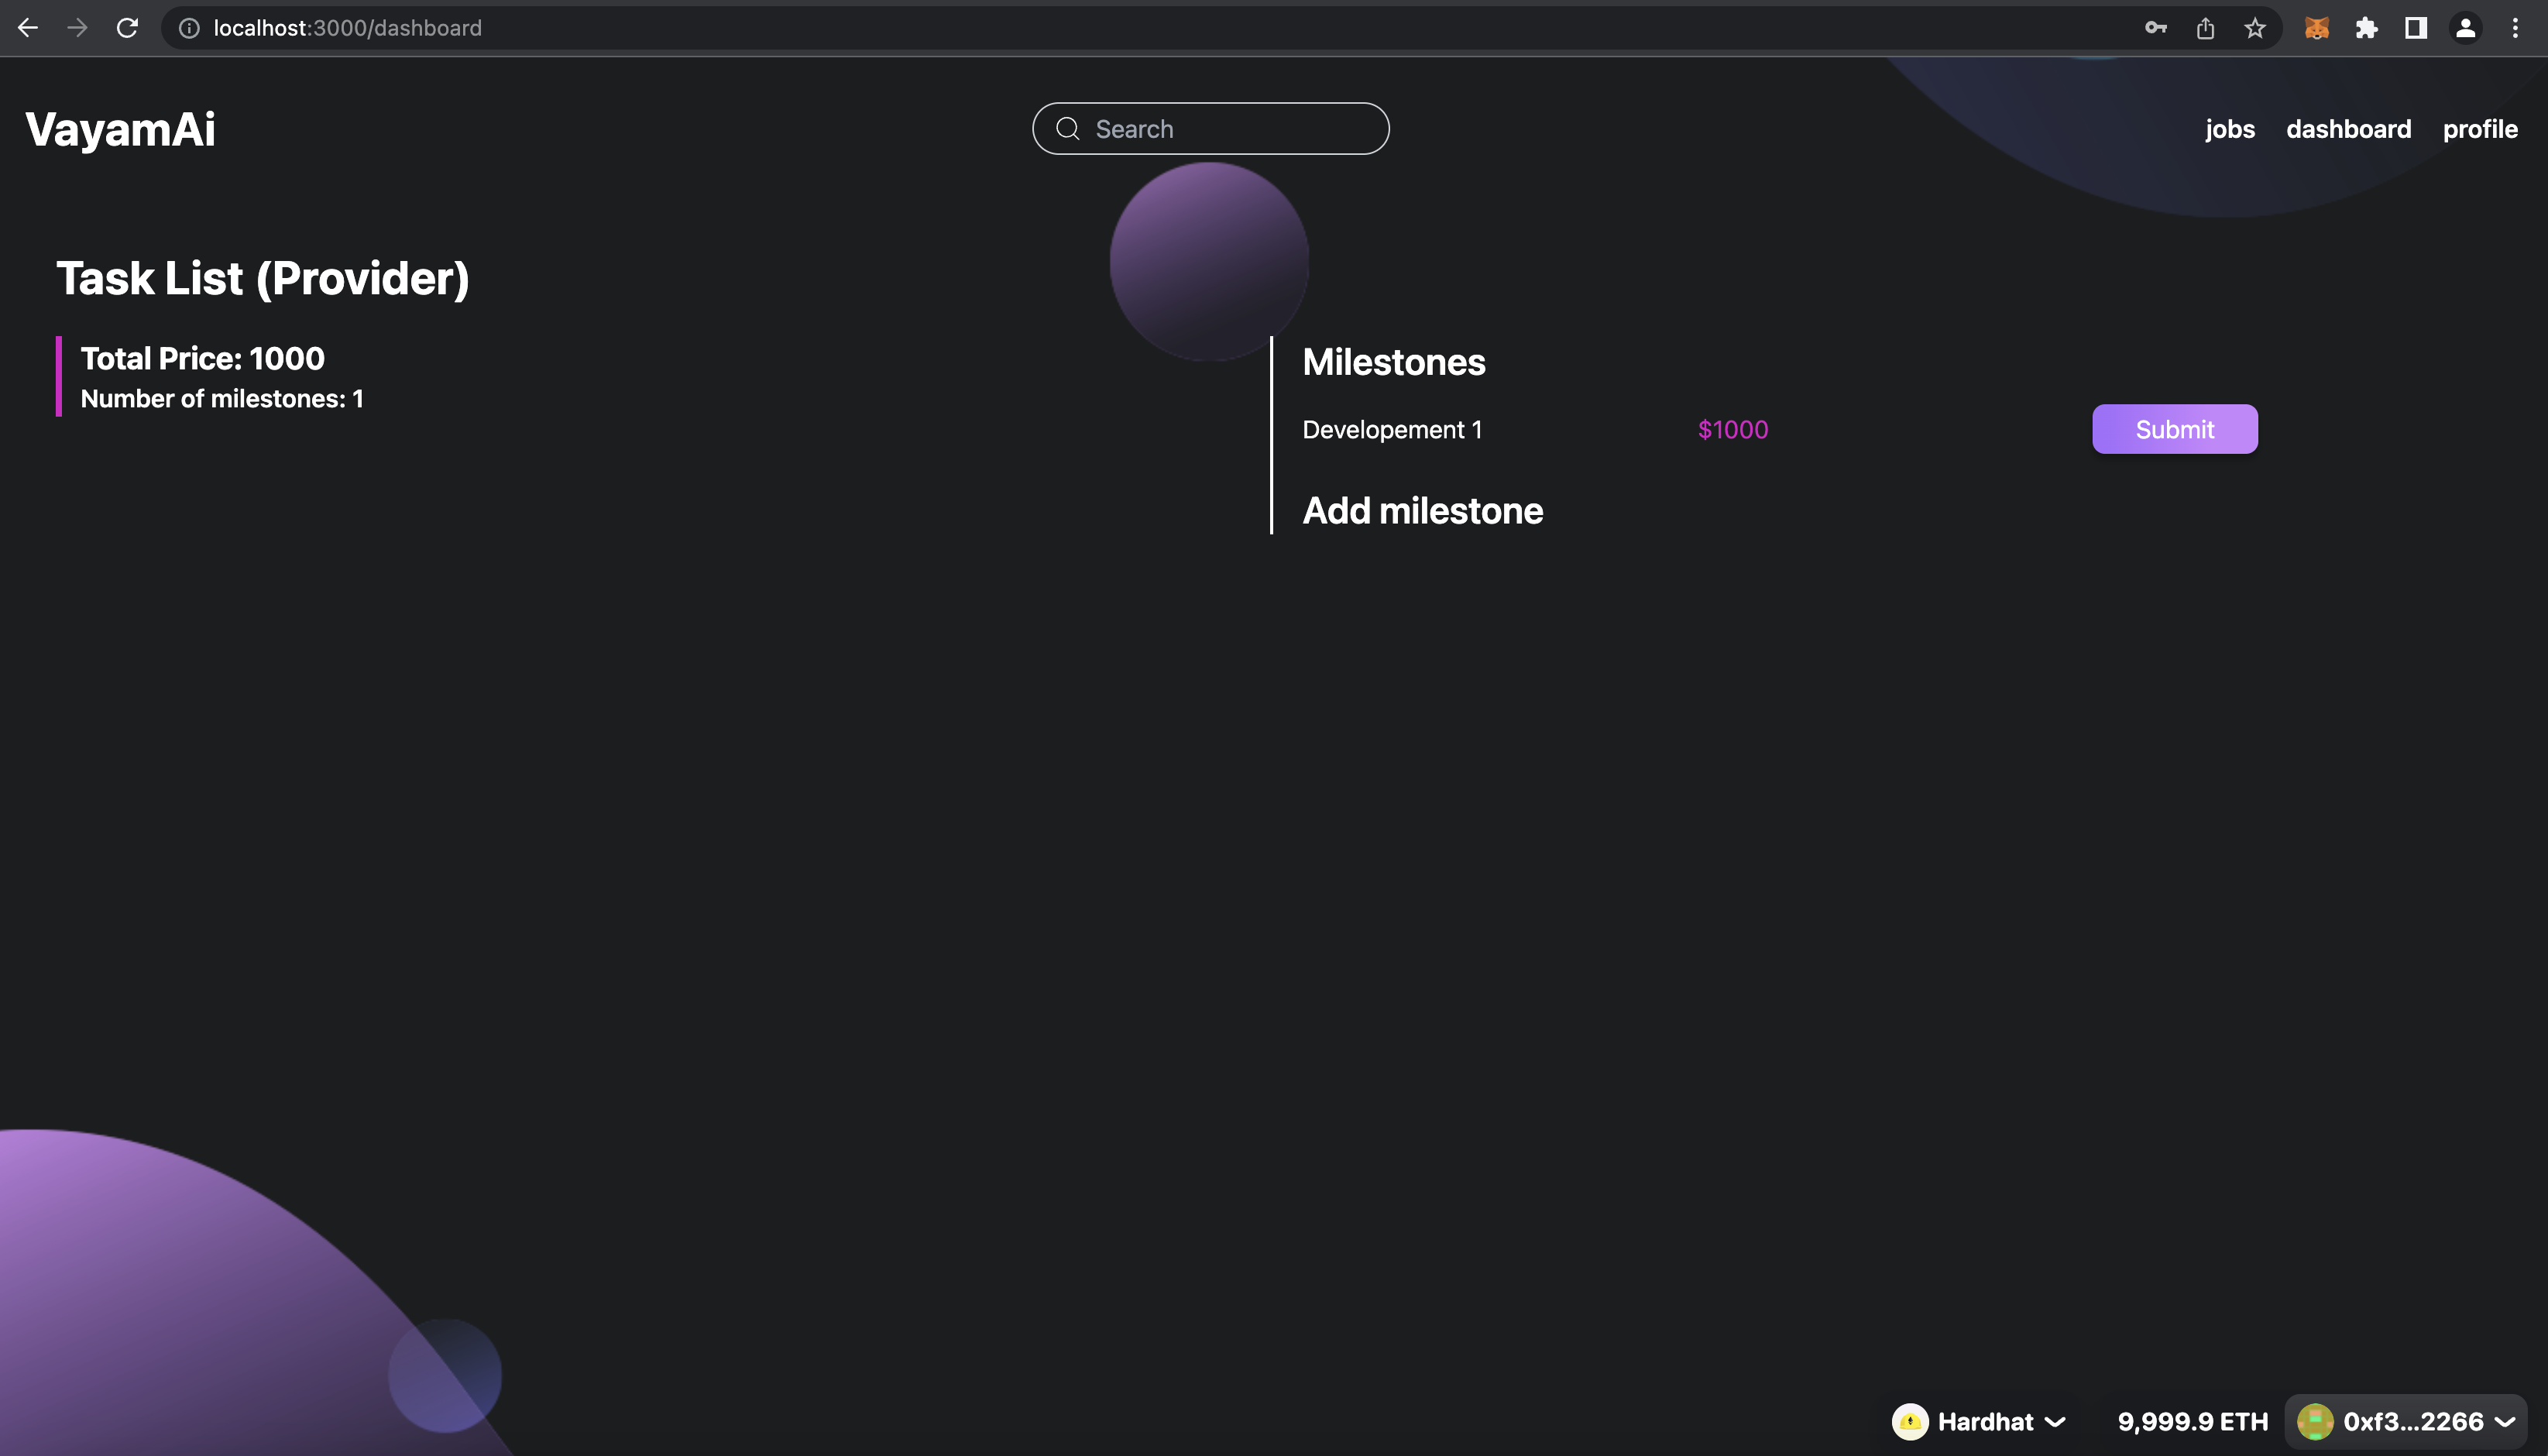 localhost:3000/dashboard
VayamAi
Search
jobs dashboard profile
Task List (Provider)
Total Price: 1000
Number of milestones: 1
Milestones
Developement 1 $1000 Submit
Add milestone
Hardhat 9,999.9 ETH 0xf3...2266